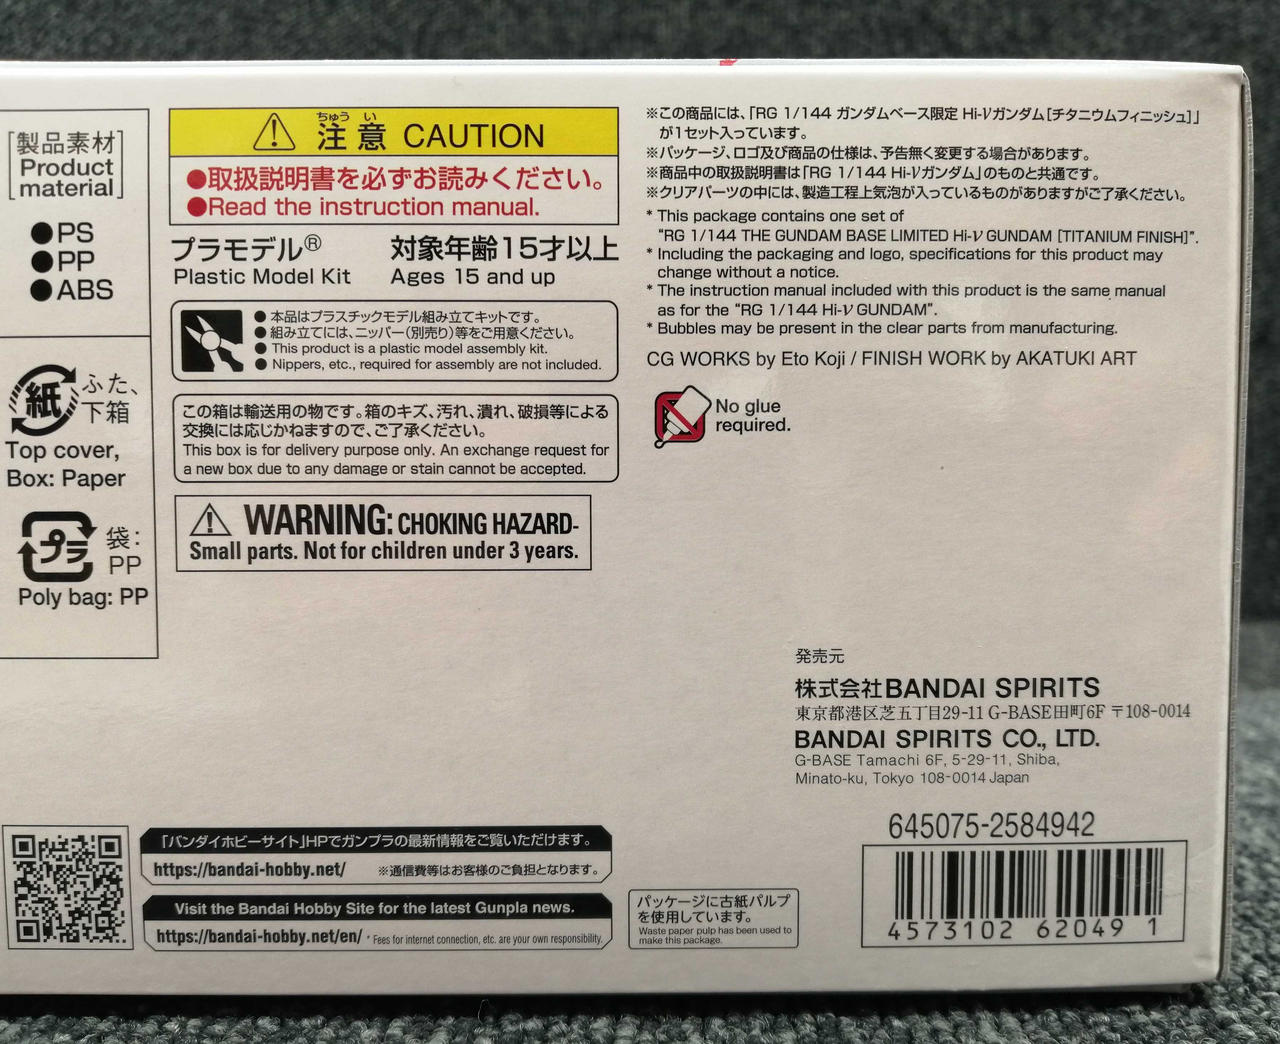 [製品素材]
Product
material
●PS
●PP
●ABS
紙
ふた、
下箱
Top cover,
Box: Paper
プラ
袋:
PP
Poly bag: PP
ちゅう い
注意 CAUTION
●取扱説明書を必ずお読みください。
●Read the instruction manual.
プラモデル® 対象年齢15才以上
Plastic Model Kit Ages 15 and up
●本品はプラスチックモデル組み立てキットです。
●組み立てには、ニッパー(別売り)等をご用意ください。
●This product is a plastic model assembly kit.
●Nippers, etc., required for assembly are not included.
この箱は輸送用の物です。箱のキズ、汚れ、潰れ、破損等による
交換には応じかねますので、ご了承ください。
This box is for delivery purpose only. An exchange request for
a new box due to any damage or stain cannot be accepted.
WARNING: CHOKING HAZARD-
Small parts. Not for children under 3 years.
※この商品には、「RG 1/144 ガンダムベース限定 Hi-νガンダム[チタニウムフィニッシュ]」
が1セット入っています。
※パッケージ、ロゴ及び商品の仕様は、予告無く変更する場合があります。
※商品中の取扱説明書は「RG 1/144 Hi-νガンダム」のものと共通です。
※クリアパーツの中には、製造工程上気泡が入っているものがありますがご了承ください。
* This package contains one set of
“RG 1/144 THE GUNDAM BASE LIMITED Hi-ν GUNDAM [TITANIUM FINISH]”.
* Including the packaging and logo, specifications for this product may
change without a notice.
* The instruction manual included with this product is the same manual
as for the “RG 1/144 Hi-ν GUNDAM”.
* Bubbles may be present in the clear parts from manufacturing.
CG WORKS by Eto Koji / FINISH WORK by AKATUKI ART
No glue
required.
発売元
株式会社BANDAI SPIRITS
東京都港区芝五丁目29-11 G-BASE田町6F 〒108-0014
BANDAI SPIRITS CO., LTD.
G-BASE Tamachi 6F, 5-29-11, Shiba,
Minato-ku, Tokyo 108-0014 Japan
645075-2584942
4573102 62049 1
「バンダイホビーサイト」HPでガンプラの最新情報をご覧いただけます。
https://bandai-hobby.net/ ※通信費等はお客様のご負担となります。
Visit the Bandai Hobby Site for the latest Gunpla news.
https://bandai-hobby.net/en/ * Fees for internet connection, etc. are your own responsibility.
パッケージに古紙パルプ
を使用しています。
Waste paper pulp has been used to
make this package.